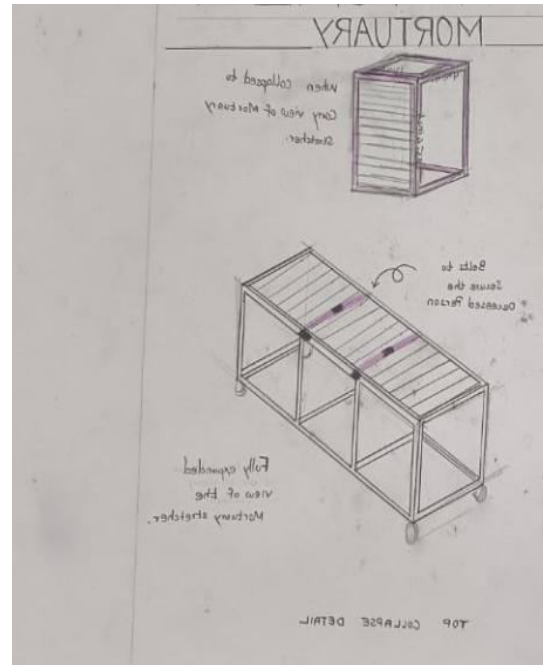 MORTUARY
when collapsed to
Cary view of Mortuary
Stretcher.
Belts to
Secure the
Deceased Person
Fully expanded
view of the
Mortuary stretcher.
TOP COLLAPSE DETAIL